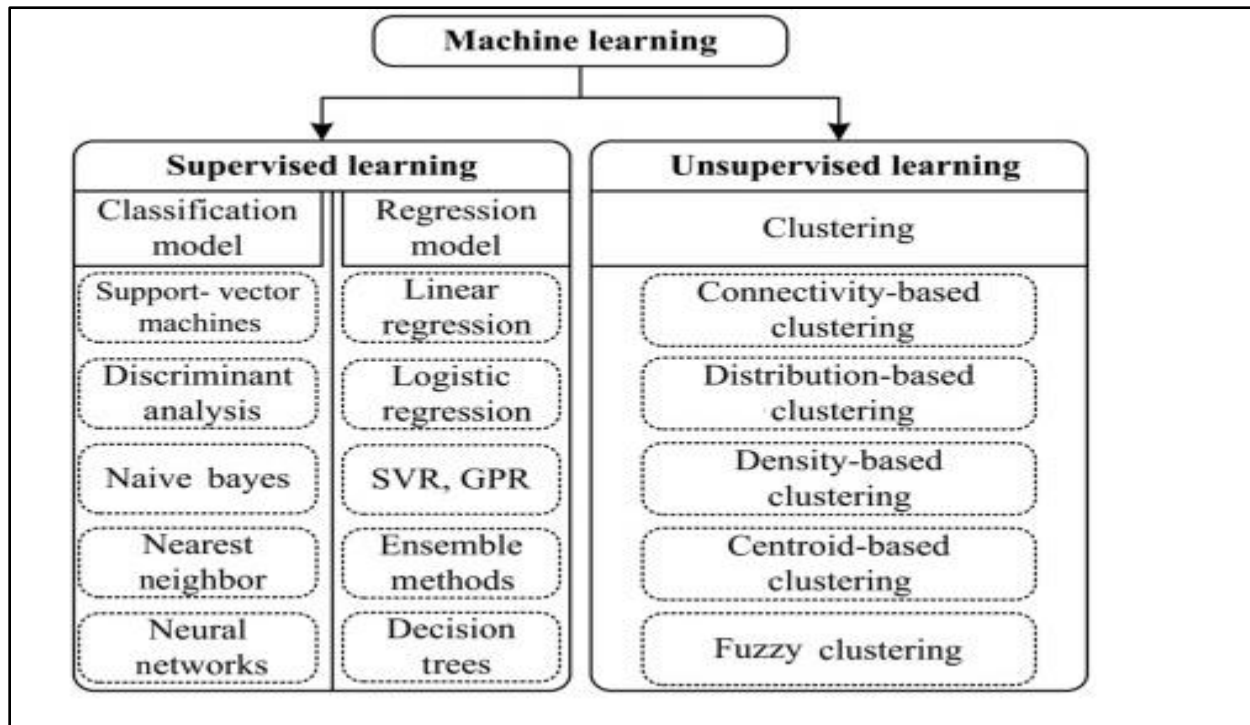 Machine learning
Supervised learning
Classification
model
Support- vector
machines
Discriminant
analysis
Naive bayes
Nearest
neighbor
Neural
networks
Regression
model
Linear
regression
Logistic
regression
SVR, GPR
Ensemble
methods
Decision
trees
Unsupervised learning
Clustering
Connectivity-based
clustering
Distribution-based
clustering
Density-based
clustering
Centroid-based
clustering
Fuzzy clustering